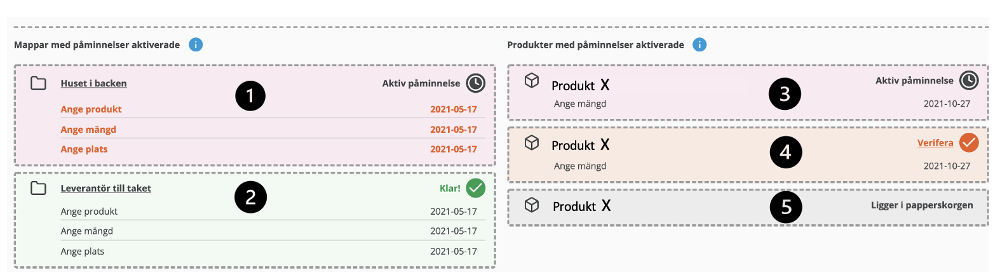 Mappar med påminnelser aktiverade i
Huset i backen 1 Aktiv påminnelse
Ange produkt 2021-05-17
Ange mängd 2021-05-17
Ange plats 2021-05-17
Leverantör till taket 2 Klar!
Ange produkt 2021-05-17
Ange mängd 2021-05-17
Ange plats 2021-05-17
Produkter med påminnelser aktiverade i
Produkt X 3 Aktiv påminnelse
Ange mängd 2021-10-27
Produkt X 4 Verifera
Ange mängd 2021-10-27
Produkt X 5 Ligger i papperskorgen